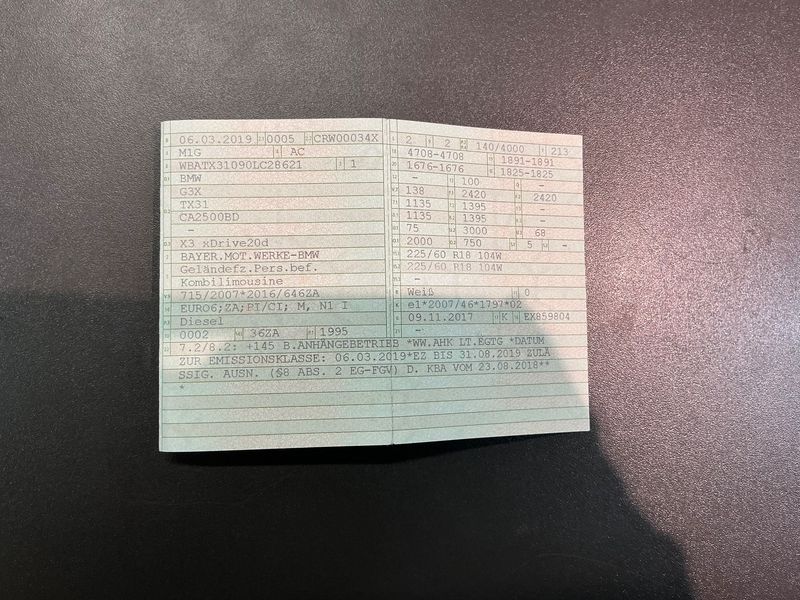 06.03.2019 0005 CRW00034X
M1G AC
WBATX31090LC28621 1
BMW
G3X
TX31
CA2500BD
-
X3 xDrive20d
BAYER.MOT.WERKE-BMW
Geländefz.Pers.bef.
Kombilimousine
715/2007*2016/646ZA
EURO6;ZA;PI/CI; M, N1 I
Diesel
0002 36ZA 1995
2 2 140/4000 213
4708-4708 1891-1891
1676-1676 1825-1825
- 100 -
138 2420 2420
1135 1395 -
1135 1395 -
75 3000 68
2000 750 5 -
225/60 R18 104W
225/60 R18 104W
-
Weiß 0
e1*2007/46*1797*02
09.11.2017 K EX859804
-
7.2/8.2: +145 B.ANHÄNGEBETRIEB *WW.AHK LT.EGTG *DATUM
ZUR EMISSIONSKLASSE: 06.03.2019*EZ BIS 31.08.2019 ZULÄ
SSIG. AUSN. (§8 ABS. 2 EG-FGV) D. KBA VOM 23.08.2018**
*